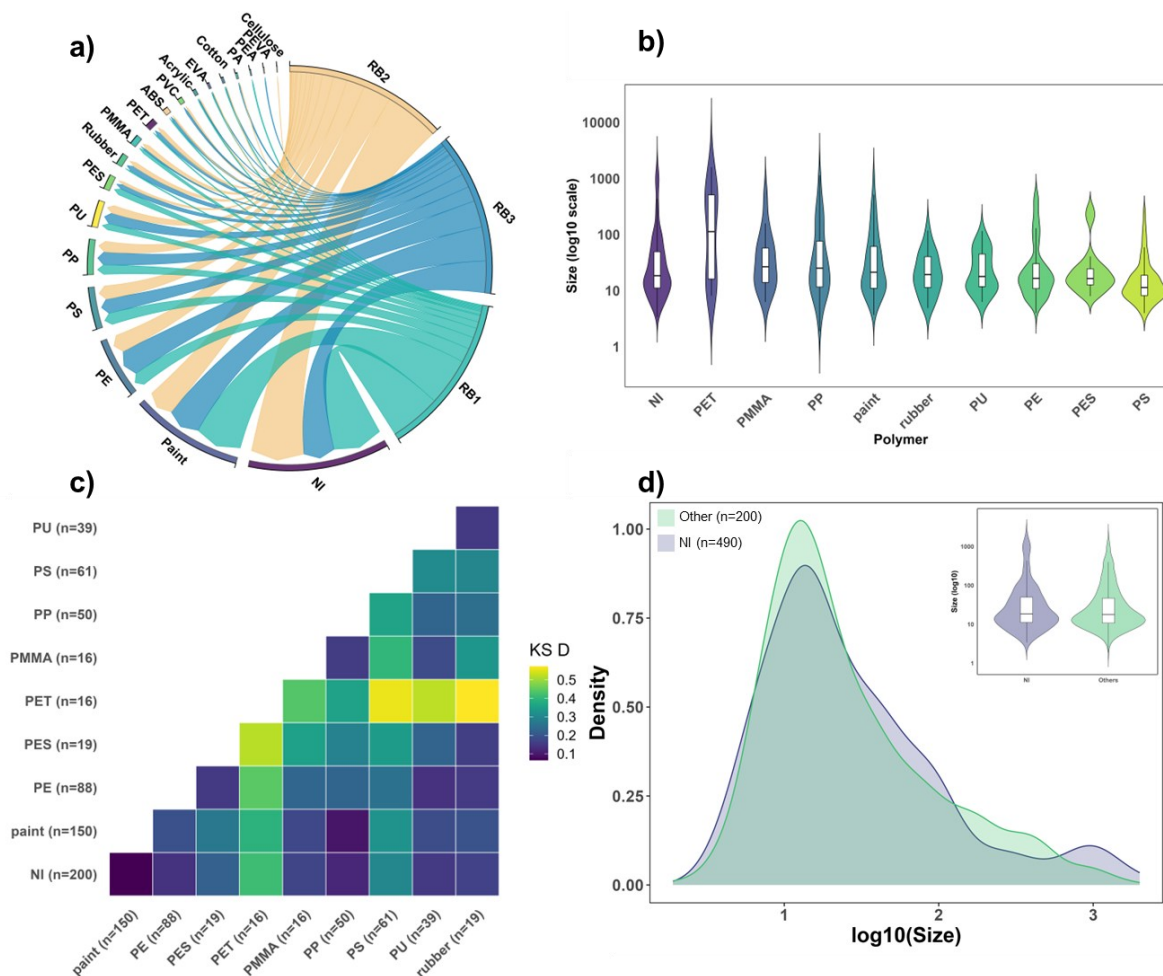 a)
Cellulose
PEVA
PEA
PA
Cotton
EVA
Acrylic
PVC
ABS
PET
PMMA
Rubber
PES
PU
PP
PS
PE
Paint
NI
RB1
RB3
RB2
b)
Size (log10 scale)
10000
1000
100
10
1
NI
PET
PMMA
PP
paint
rubber
PU
PE
PES
PS
Polymer
c)
PU (n=39)
PS (n=61)
PP (n=50)
PMMA (n=16)
PET (n=16)
PES (n=19)
PE (n=88)
paint (n=150)
NI (n=200)
paint (n=150)
PE (n=88)
PES (n=19)
PET (n=16)
PMMA (n=16)
PP (n=50)
PS (n=61)
PU (n=39)
rubber (n=19)
KS D
0.5
0.4
0.3
0.2
0.1
d)
Other (n=200)
NI (n=490)
Density
1.00
0.75
0.50
0.25
0.00
1
2
3
log10(Size)
Size (log10)
1000
100
10
1
NI
Others